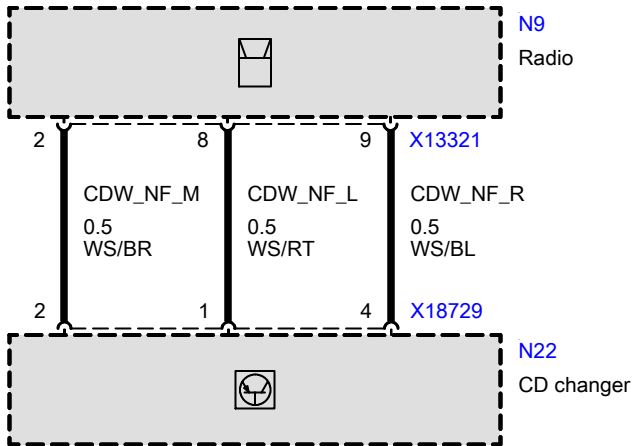 N9
Radio
2 8 9 X13321
CDW_NF_M CDW_NF_L CDW_NF_R
0.5 0.5 0.5
WS/BR WS/RT WS/BL
2 1 4 X18729
N22
CD changer